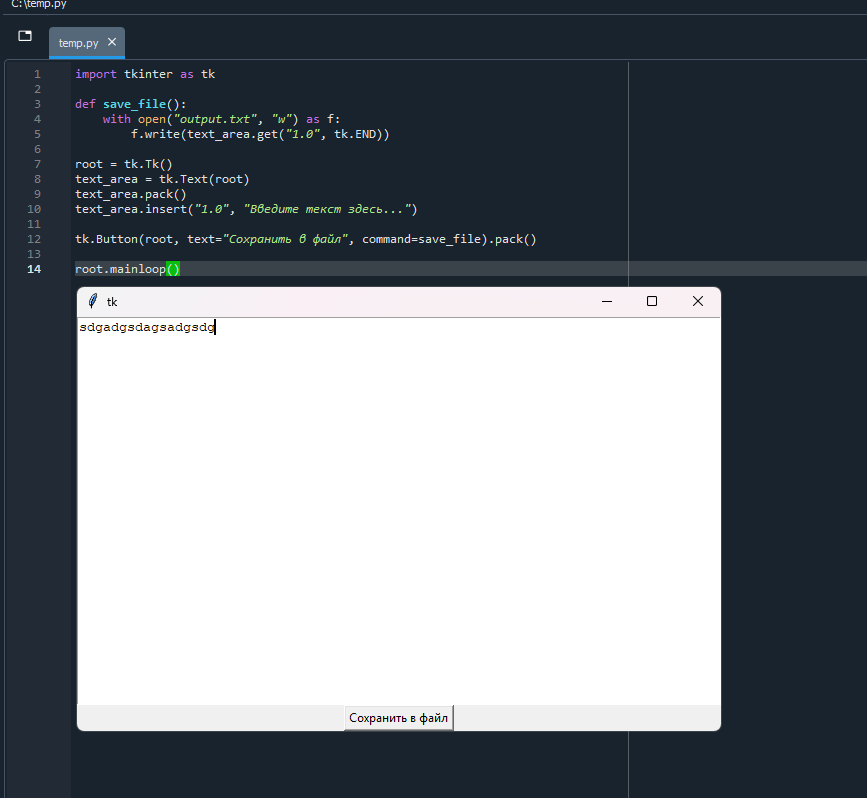 C:\temp.py
temp.py
1 import tkinter as tk
2
3 def save_file():
4     with open("output.txt", "w") as f:
5         f.write(text_area.get("1.0", tk.END))
6
7 root = tk.Tk()
8 text_area = tk.Text(root)
9 text_area.pack()
10 text_area.insert("1.0", "Введите текст здесь...")
11
12 tk.Button(root, text="Сохранить в файл", command=save_file).pack()
13
14 root.mainloop()
tk
sdgadgsdagsadgsdg
Сохранить в файл